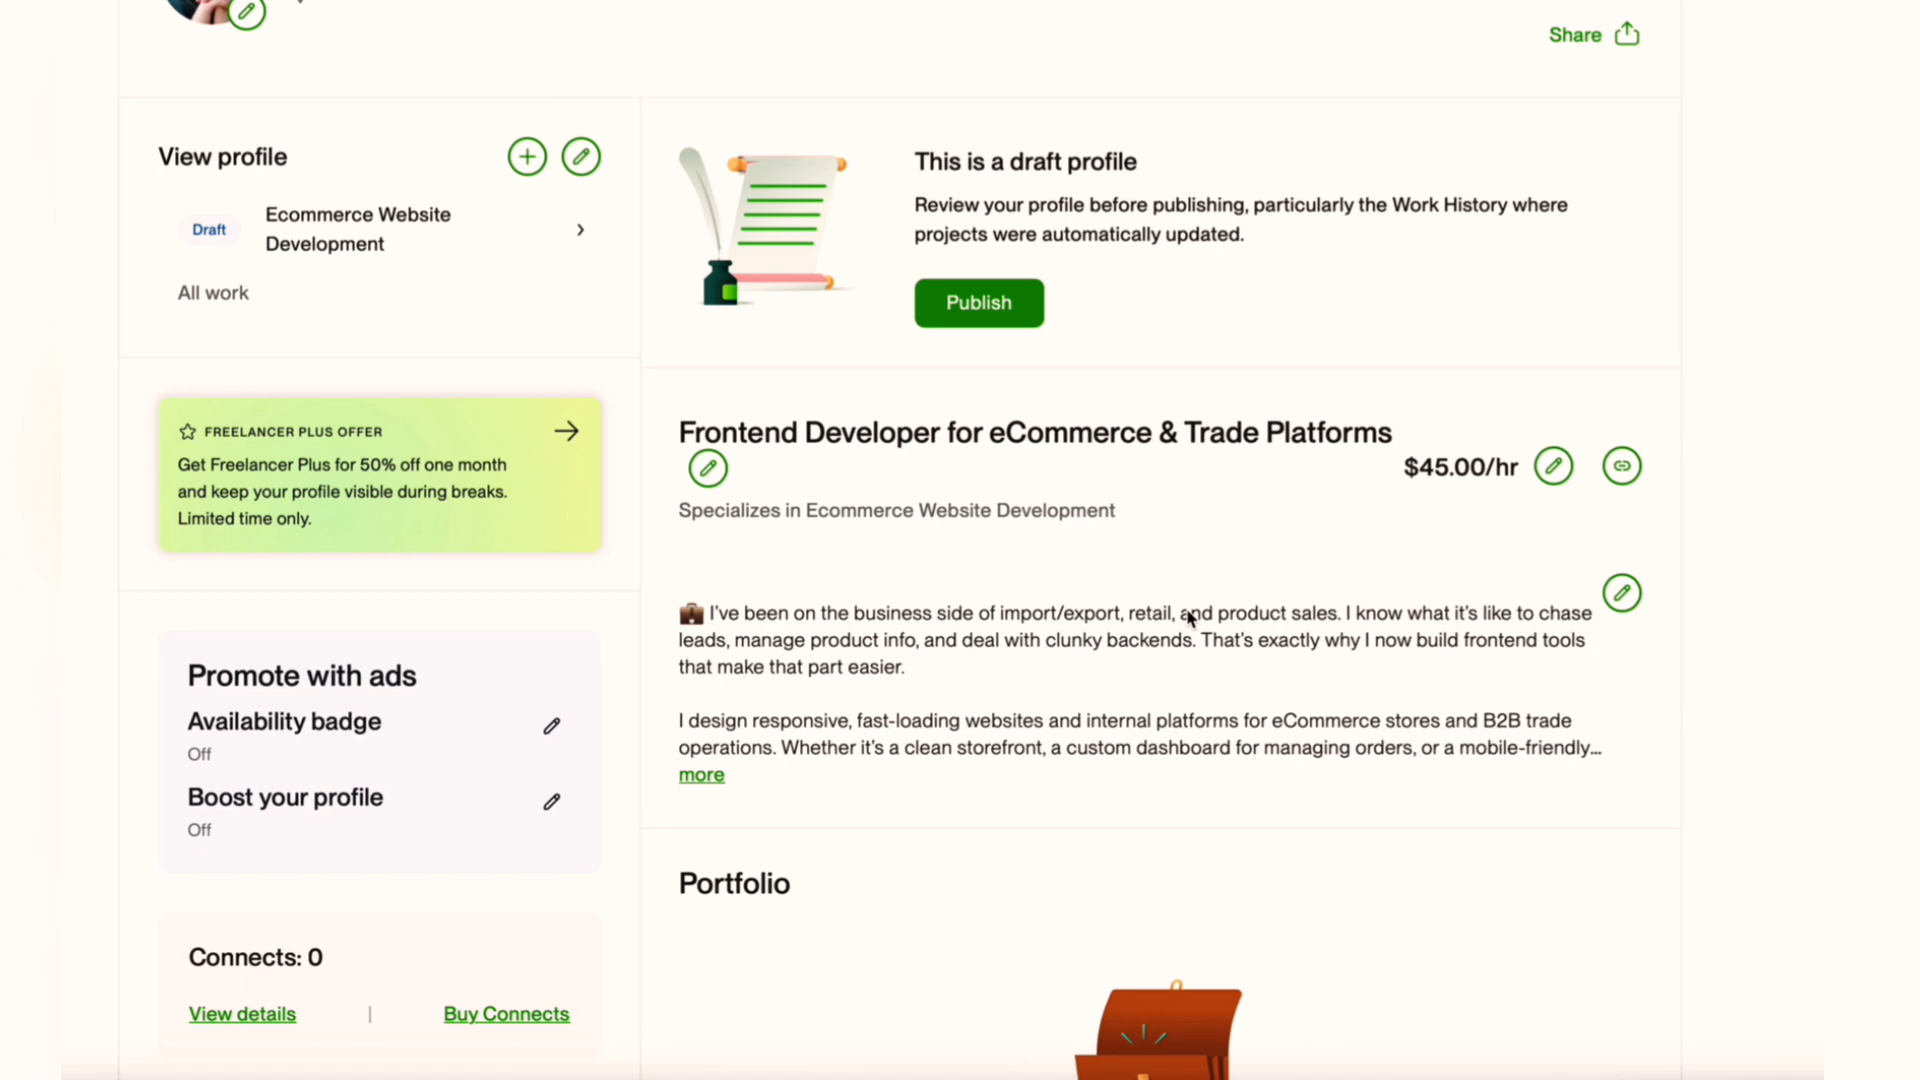 Share
View profile
Draft
Ecommerce Website
Development
All work
This is a draft profile
Review your profile before publishing, particularly the Work History where
projects were automatically updated.
Publish
FREELANCER PLUS OFFER
Get Freelancer Plus for 50% off one month
and keep your profile visible during breaks.
Limited time only.
Frontend Developer for eCommerce & Trade Platforms
$45.00/hr
Specializes in Ecommerce Website Development
💼 I've been on the business side of import/export, retail, and product sales. I know what it's like to chase
leads, manage product info, and deal with clunky backends. That's exactly why I now build frontend tools
that make that part easier.
I design responsive, fast-loading websites and internal platforms for eCommerce stores and B2B trade
operations. Whether it's a clean storefront, a custom dashboard for managing orders, or a mobile-friendly...
more
Promote with ads
Availability badge
Off
Boost your profile
Off
Connects: 0
View details | Buy Connects
Portfolio